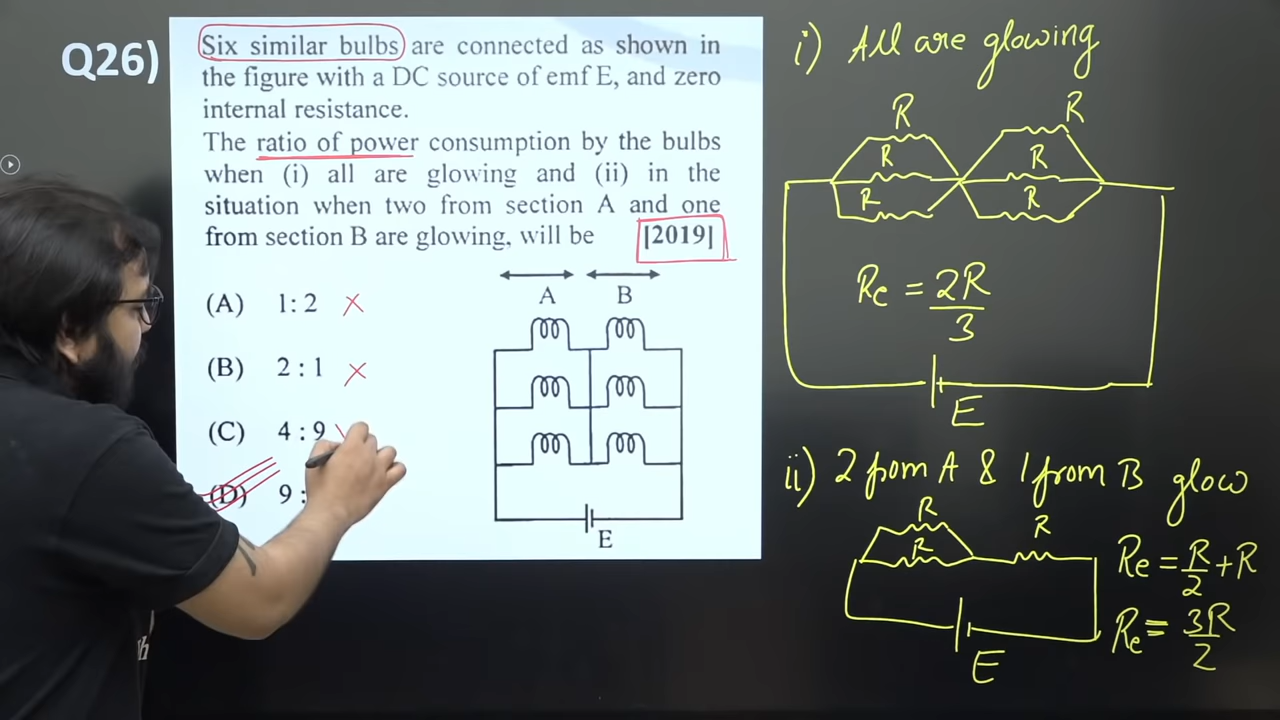 Q26)
Six similar bulbs are connected as shown in
the figure with a DC source of emf E, and zero
internal resistance.
The ratio of power consumption by the bulbs
when (i) all are glowing and (ii) in the
situation when two from section A and one
from section B are glowing, will be [2019]
(A) 1 : 2
(B) 2 : 1
(C) 4 : 9
(D) 9 :
A B
E
i) All are glowing
R R
R R
R R
Re = 2R/3
E
ii) 2 from A & 1 from B glow
R R
R
Re = R/2 + R
Re = 3R/2
E